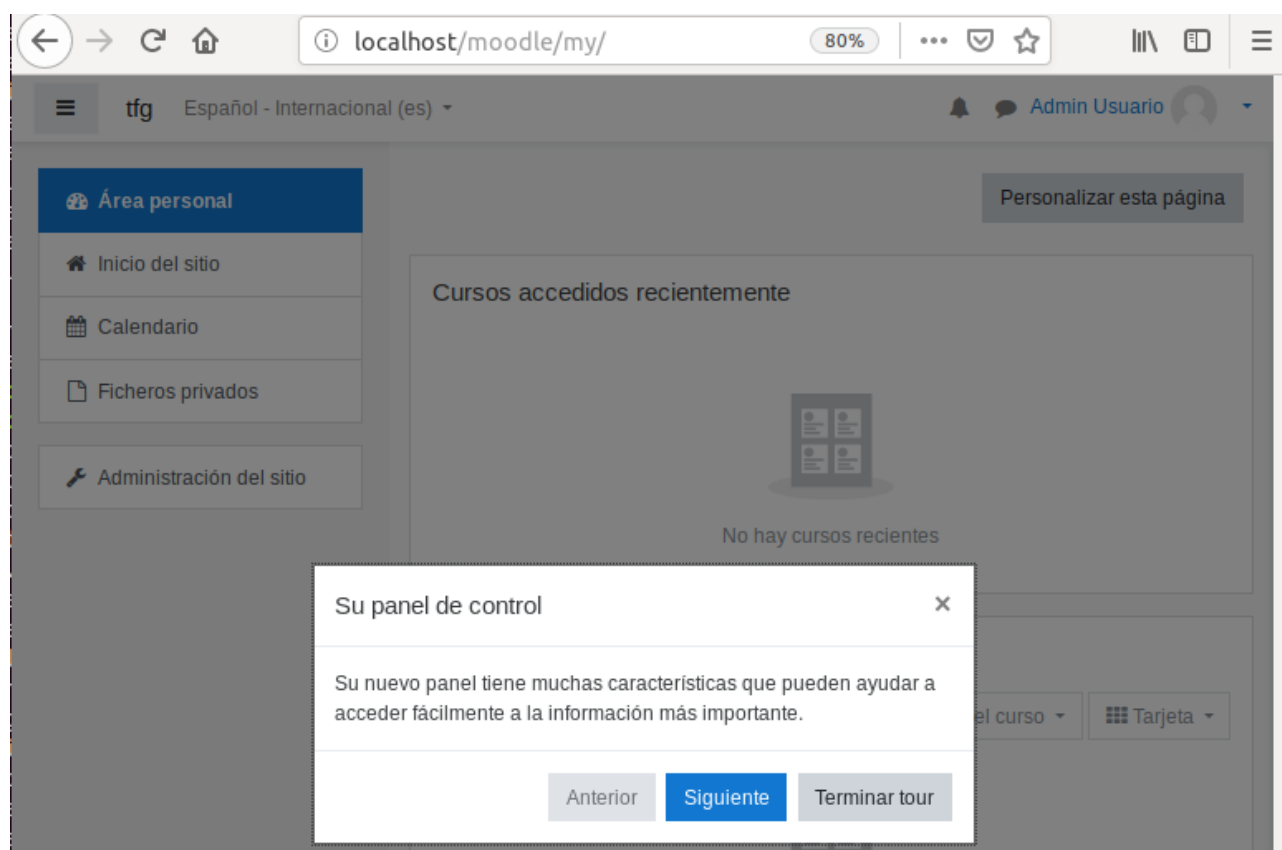 localhost/moodle/my/
80%
tfg
Español - Internacional (es)
Admin Usuario
Área personal
Personalizar esta página
Inicio del sitio
Cursos accedidos recientemente
Calendario
Ficheros privados
Administración del sitio
No hay cursos recientes
Su panel de control
×
Su nuevo panel tiene muchas características que pueden ayudar a
acceder fácilmente a la información más importante.
el curso
Tarjeta
Anterior
Siguiente
Terminar tour